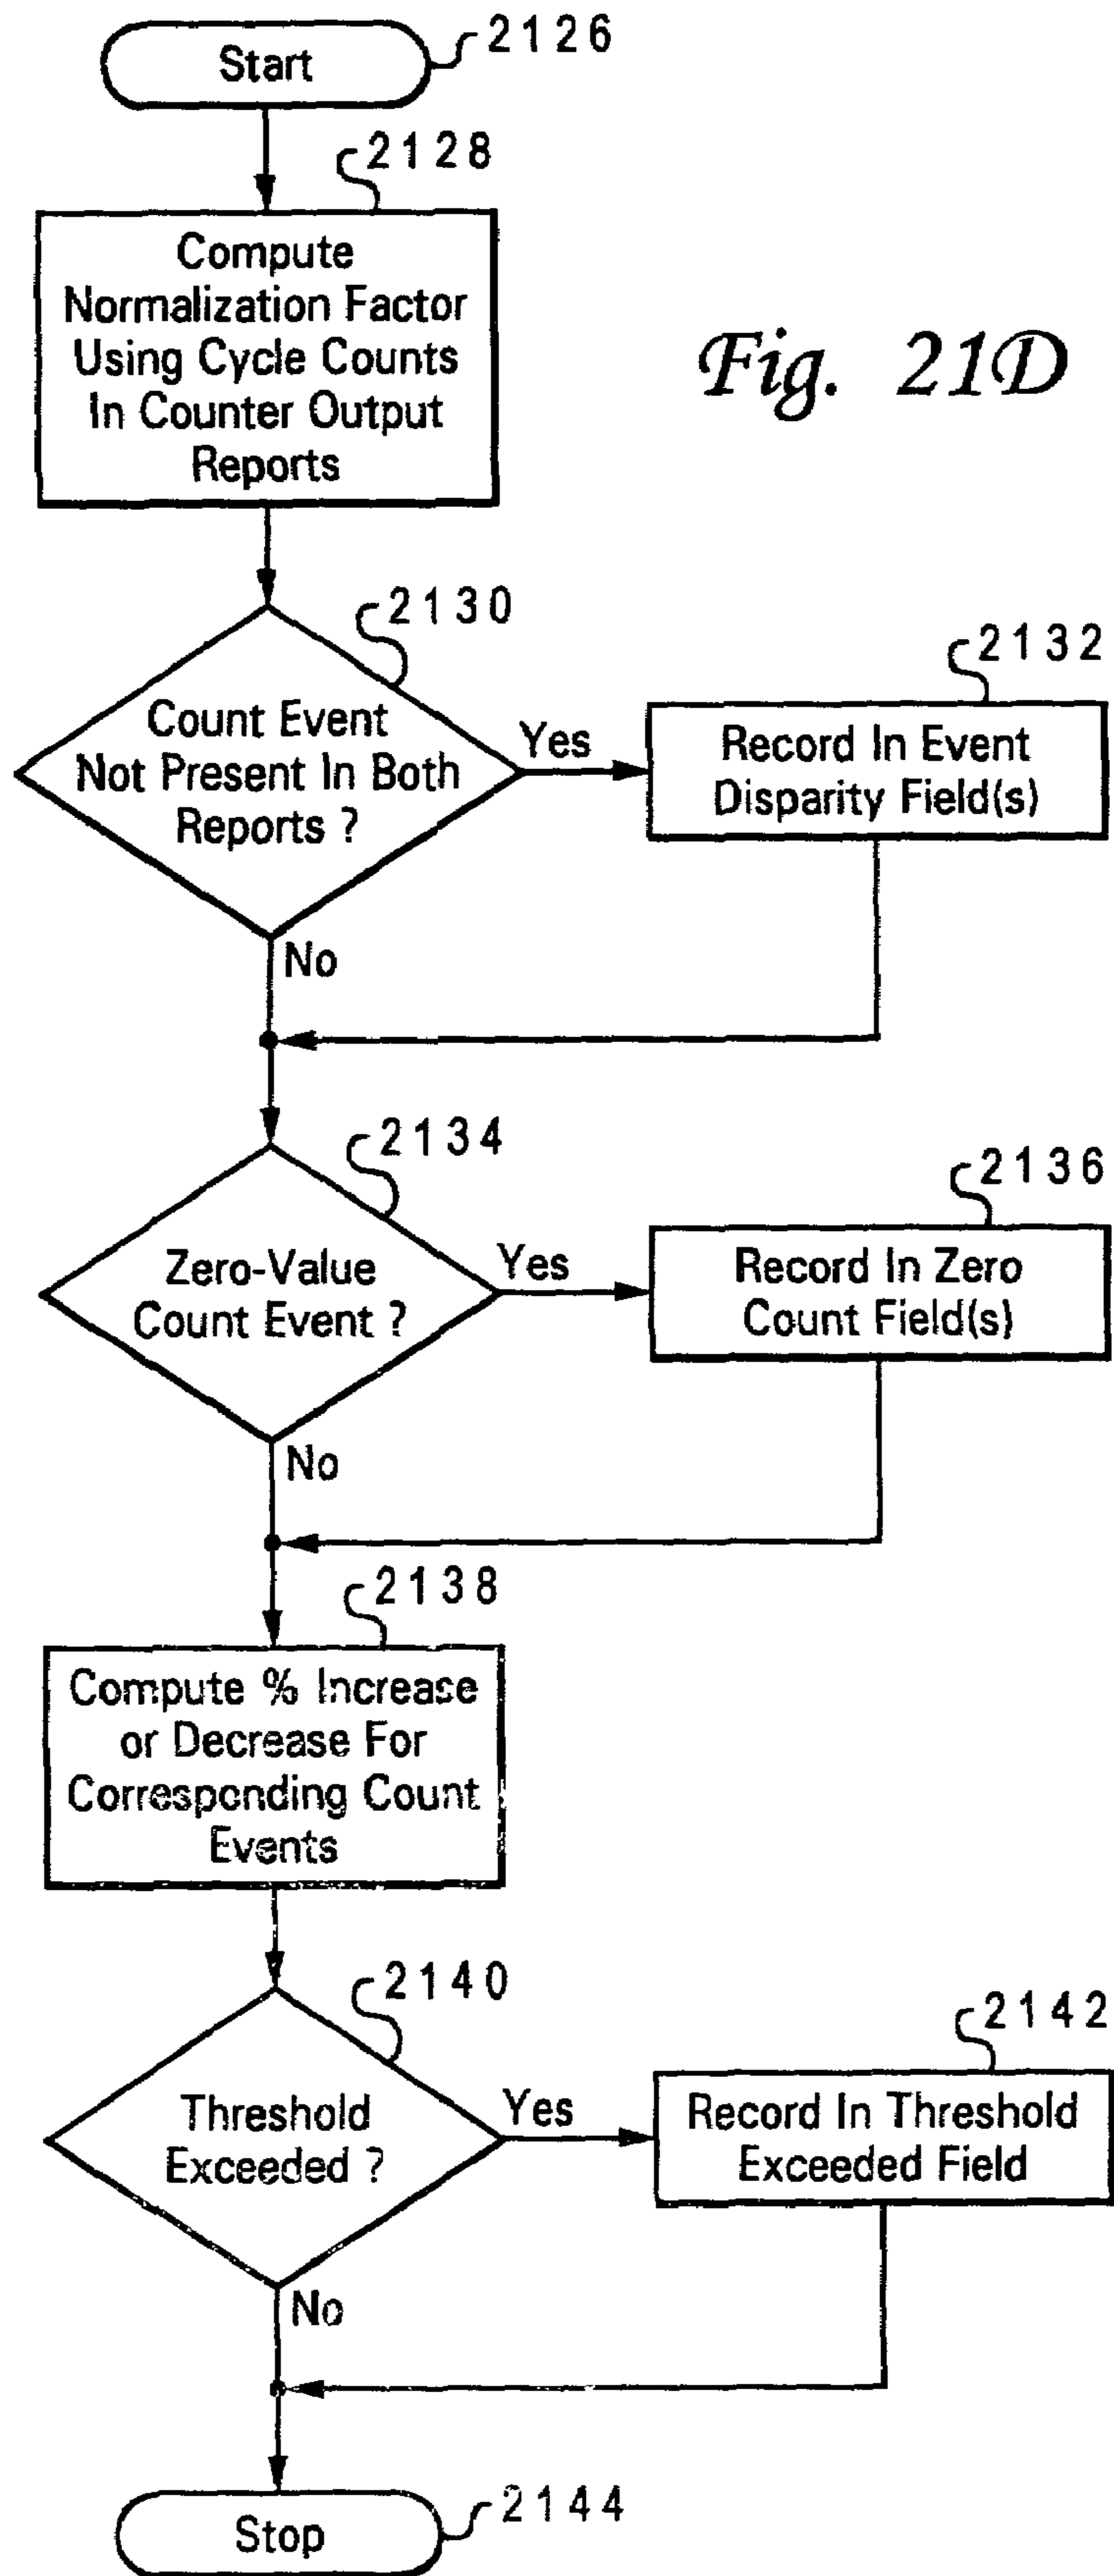 Start
2126
2128
Compute
Normalization Factor
Using Cycle Counts
In Counter Output
Reports
Fig. 21D
2130
Count Event
Not Present In Both
Reports ?
Yes
2132
Record In Event
Disparity Field(s)
No
2134
Zero-Value
Count Event ?
Yes
2136
Record In Zero
Count Field(s)
No
2138
Compute % Increase
or Decrease For
Corresponding Count
Events
2140
Threshold
Exceeded ?
Yes
2142
Record In Threshold
Exceeded Field
No
Stop
2144